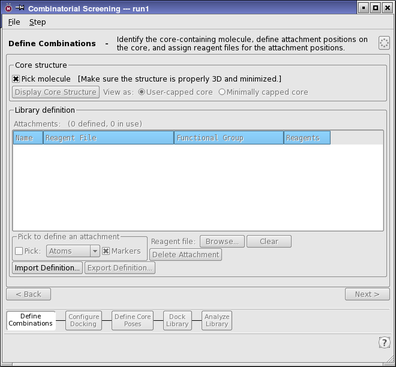 Combinatorial Screening — run1
File Step
Define Combinations - Identify the core-containing molecule, define attachment positions on
the core, and assign reagent files for the attachment positions.
Core structure
Pick molecule [Make sure the structure is properly 3D and minimized.]
Display Core Structure View as: User-capped core Minimally capped core
Library definition
Attachments: (0 defined, 0 in use)
Name Reagent File Functional Group Reagents
Pick to define an attachment
Pick: Atoms Markers
Reagent file: Browse... Clear
Delete Attachment
Import Definition... Export Definition...
< Back Next >
Define
Combinations
Configure
Docking
Define Core
Poses
Dock
Library
Analyze
Library
?